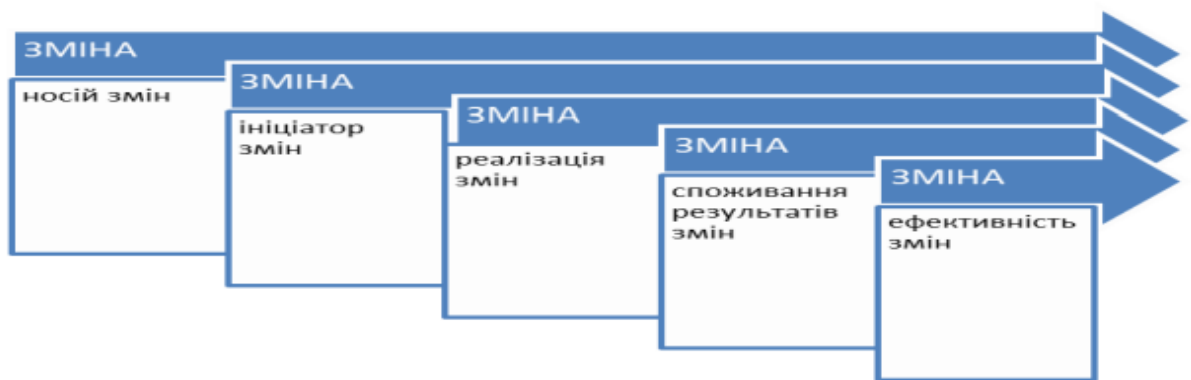 ЗМІНА
носій змін
ЗМІНА
ініціатор
змін
ЗМІНА
реалізація
змін
ЗМІНА
споживання
результатів
змін
ЗМІНА
ефективність
змін